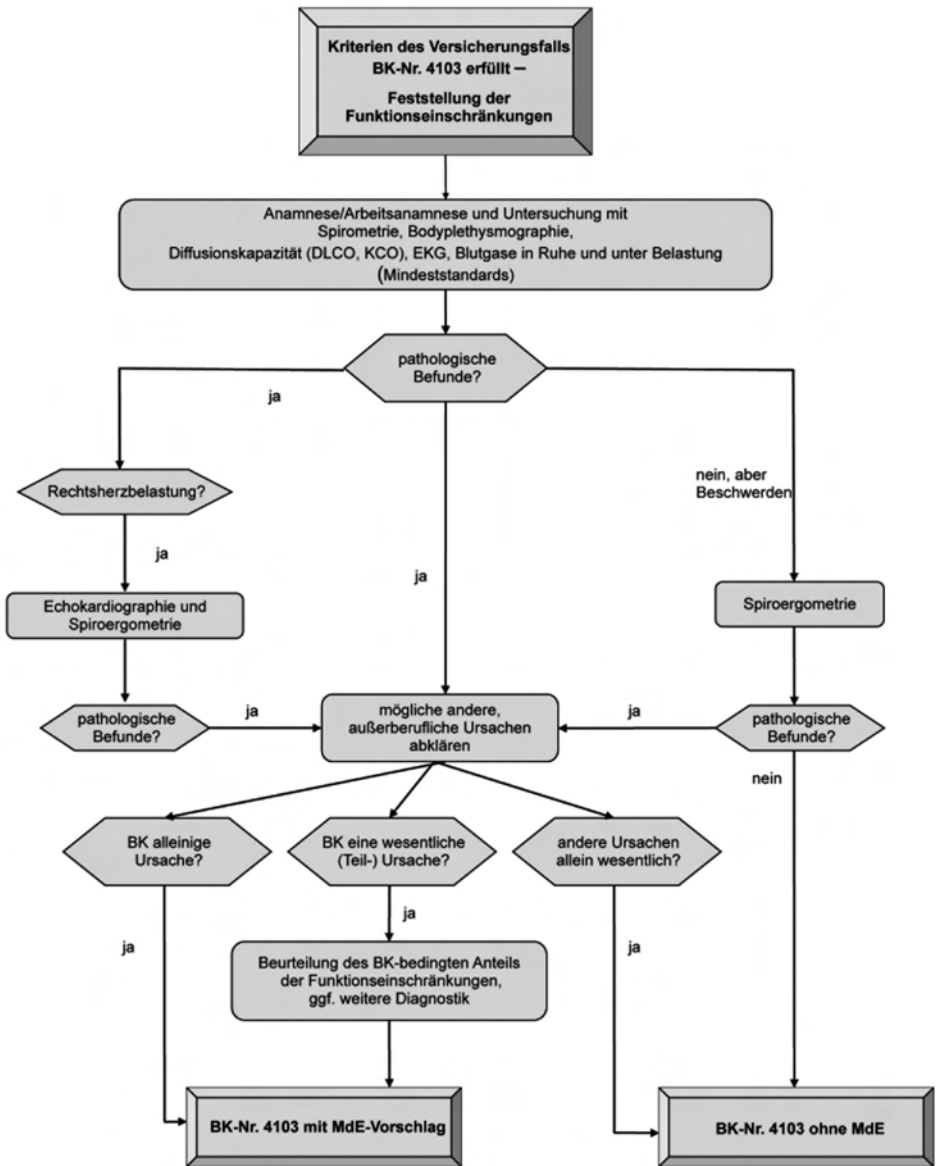 Kriterien des Versicherungsfalls
BK-Nr. 4103 erfüllt –
Feststellung der
Funktionseinschränkungen
Anamnese/Arbeitsanamnese und Untersuchung mit
Spirometrie, Bodyplethysmographie,
Diffusionskapazität (DLCO, KCO), EKG, Blutgase in Ruhe und unter Belastung
(Mindeststandards)
pathologische
Befunde?
ja
Rechtsherzbelastung?
nein, aber
Beschwerden
ja
ja
Echokardiographie und
Spiroergometrie
Spiroergometrie
pathologische
Befunde?
ja
mögliche andere,
außerberufliche Ursachen
abklären
ja
pathologische
Befunde?
nein
BK alleinige
Ursache?
BK eine wesentliche
(Teil-) Ursache?
andere Ursachen
allein wesentlich?
ja
ja
ja
Beurteilung des BK-bedingten Anteils
der Funktionseinschränkungen,
ggf. weitere Diagnostik
BK-Nr. 4103 mit MdE-Vorschlag
BK-Nr. 4103 ohne MdE